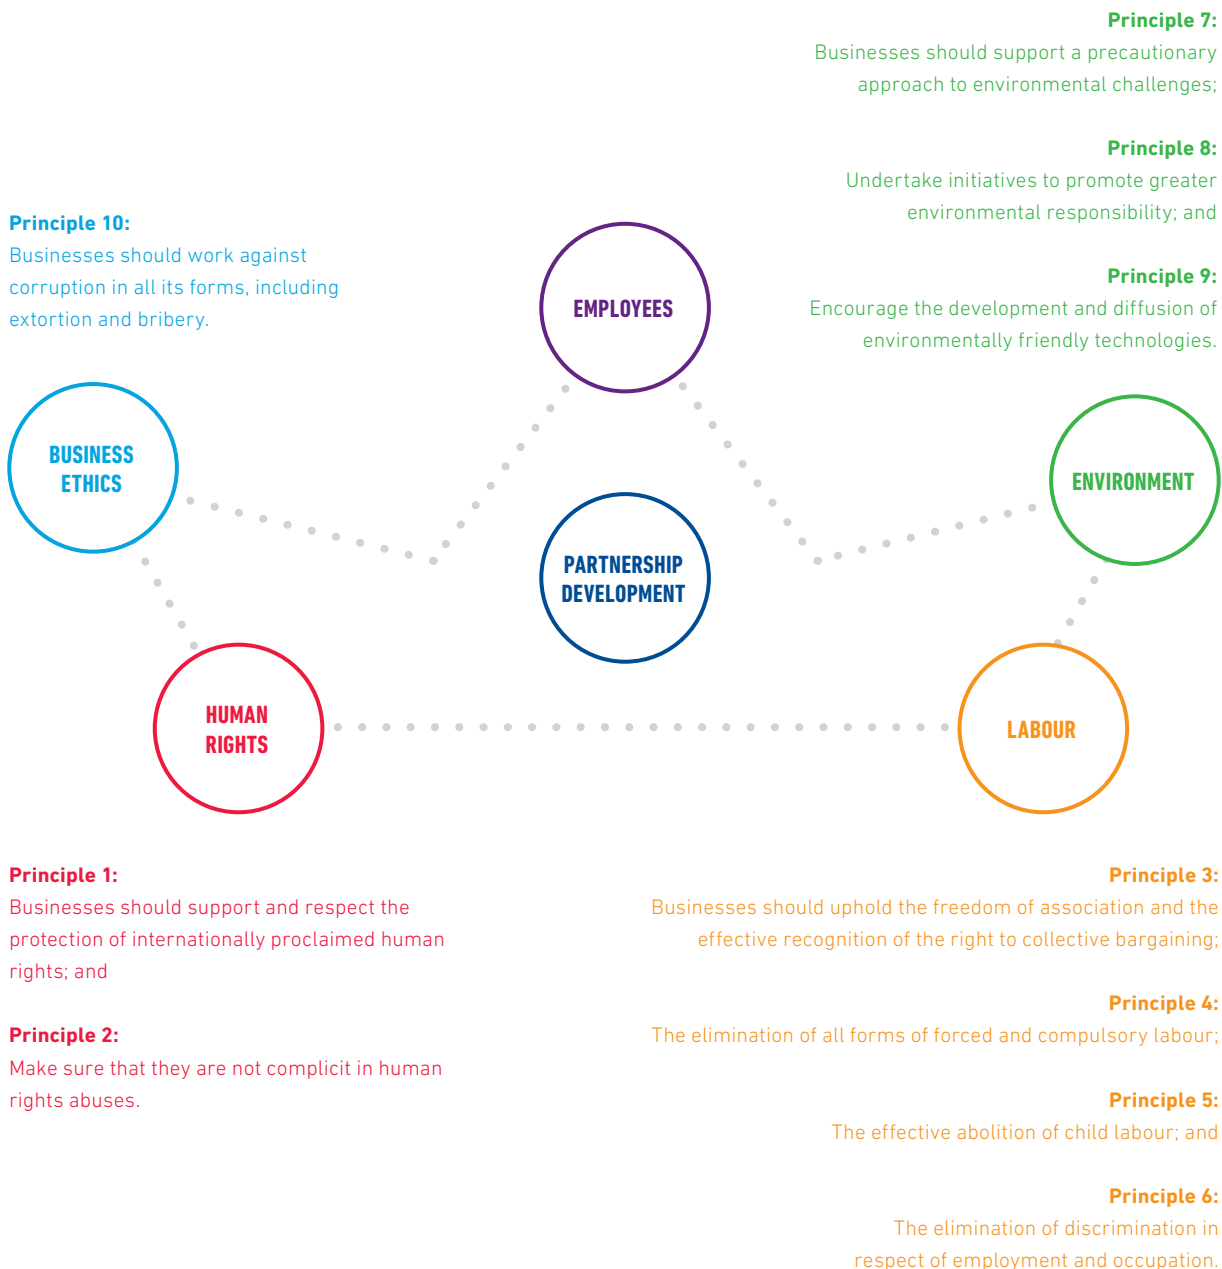 Principle 7:
Businesses should support a precautionary
approach to environmental challenges;
Principle 8:
Undertake initiatives to promote greater
environmental responsibility; and
Principle 9:
Encourage the development and diffusion of
environmentally friendly technologies.
Principle 10:
Businesses should work against
corruption in all its forms, including
extortion and bribery.
EMPLOYEES
BUSINESS
ETHICS
ENVIRONMENT
PARTNERSHIP
DEVELOPMENT
HUMAN
RIGHTS
LABOUR
Principle 1:
Businesses should support and respect the
protection of internationally proclaimed human
rights; and
Principle 2:
Make sure that they are not complicit in human
rights abuses.
Principle 3:
Businesses should uphold the freedom of association and the
effective recognition of the right to collective bargaining;
Principle 4:
The elimination of all forms of forced and compulsory labour;
Principle 5:
The effective abolition of child labour; and
Principle 6:
The elimination of discrimination in
respect of employment and occupation.